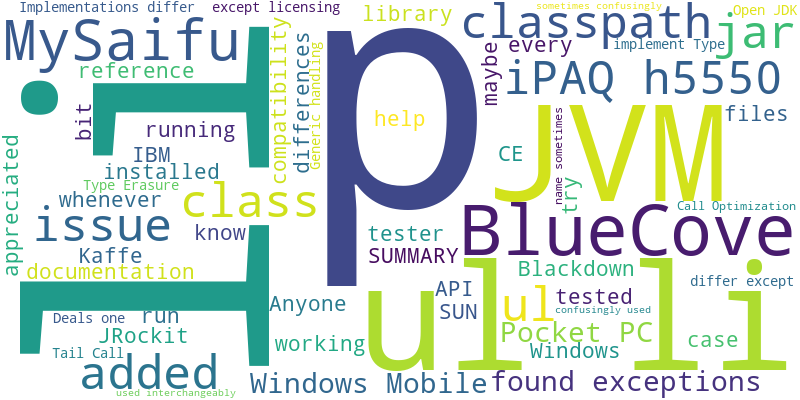 Implementations differ
except licensing
library
sometimes confusingly
Open JDK
MySaifu
classpath
jar
implement Type
reference
compatibility
Generic handling
differences
li
p
maybe
every
iPAQ h5550
bit
running
help
JVM
files
IBM
installed
CE
name sometimes
try
appreciated
Type Erasure
whenever
class
Call Optimization
issue
know
tester
BlueCove
Kaffe
SUMMARY
documentation
Blackdown
differ except
API
ul li
ul
tested
Anyone
SUN
confusingly used
Deals one
run
JRockit
working
Pocket PC
case
Tail Call
Windows
added
Windows Mobile
found exceptions
used interchangeably